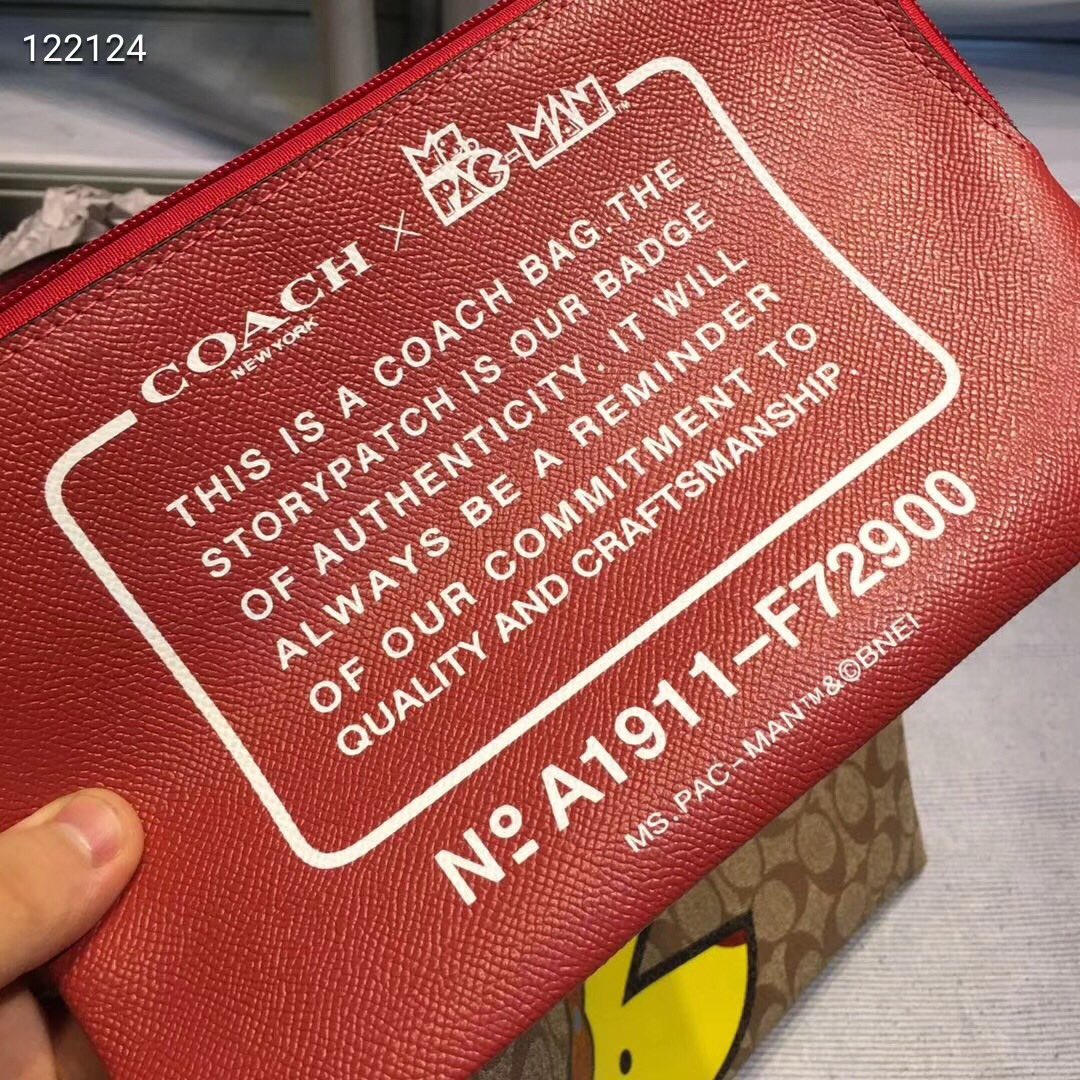 122124
COACH × MS. PAC-MAN™
NEW YORK
THIS IS A COACH BAG.THE
STORYPATCH IS OUR BADGE
OF AUTHENTICITY. IT WILL
ALWAYS BE A REMINDER
OF OUR COMMITMENT TO
QUALITY AND CRAFTSMANSHIP.
Nº A1911-F72900
MS.PAC-MAN™&©BNEI